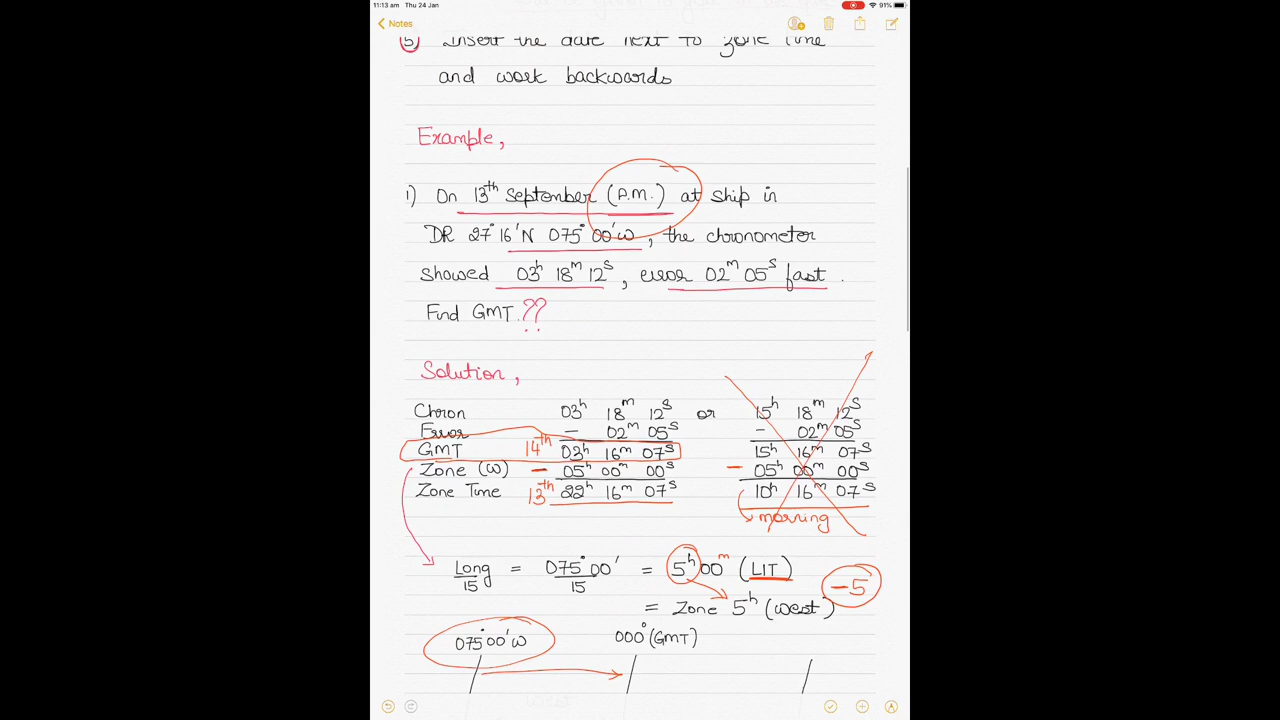 11:13 am Thu 24 Jan 91%
Notes
5) Insert the date next to zone time
and work backwards
Example,
1) On 13th September (P.M.) at ship in
DR 27° 16'N 075° 00'W, the chronometer
showed 03h 18m 12s, error 02m 05s fast.
Find GMT.??
Solution,
Chron 03h 18m 12s or 15h 18m 12s
Error - 02m 05s - 02m 05s
GMT 14th 03h 16m 07s 15h 16m 07s
Zone (W) - 05h 00m 00s - 05h 00m 00s
Zone Time 13th 22h 16m 07s 10h 16m 07s
morning
Long/15 = 075°00'/15 = 5h 00m (LIT)
-5
= Zone 5h (West)
075°00'W 000° (GMT)